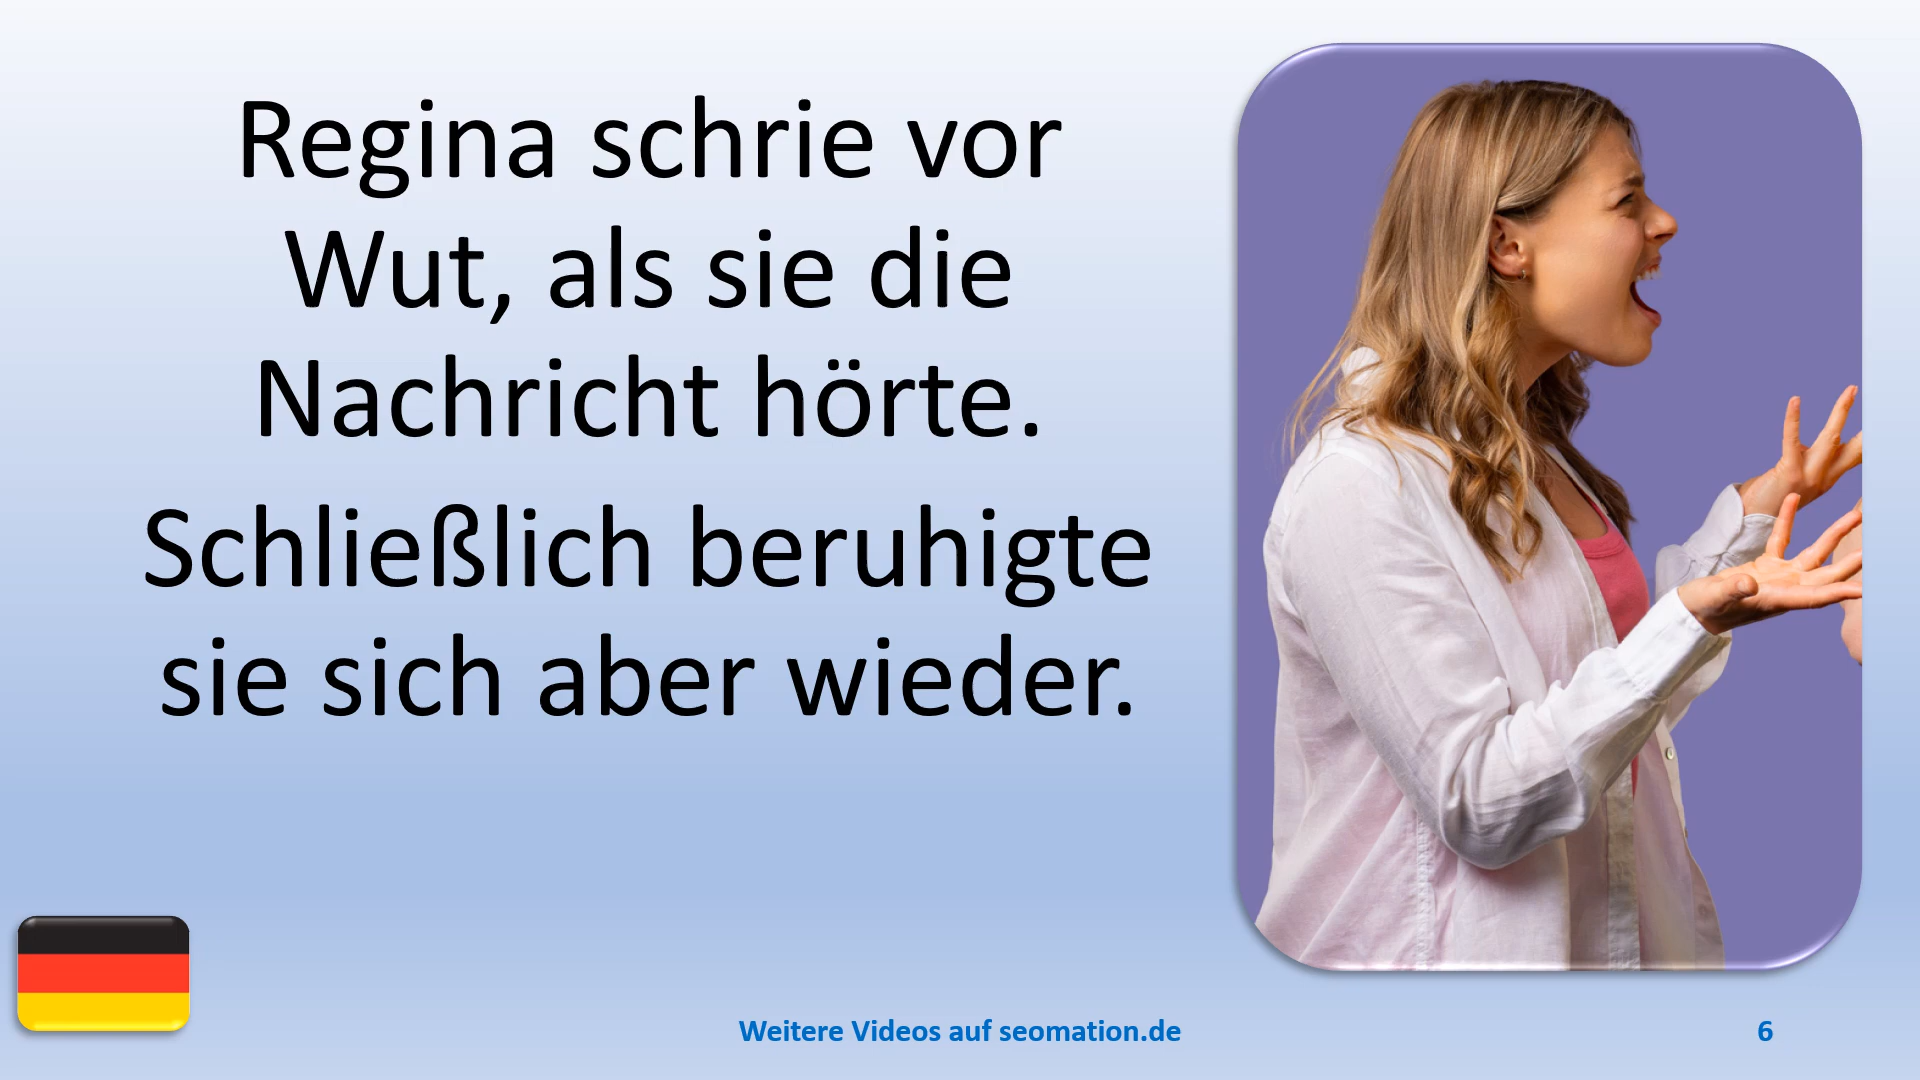 Regina schrie vor
Wut, als sie die
Nachricht hörte.
Schließlich beruhigte
sie sich aber wieder.
Weitere Videos auf seomation.de
6